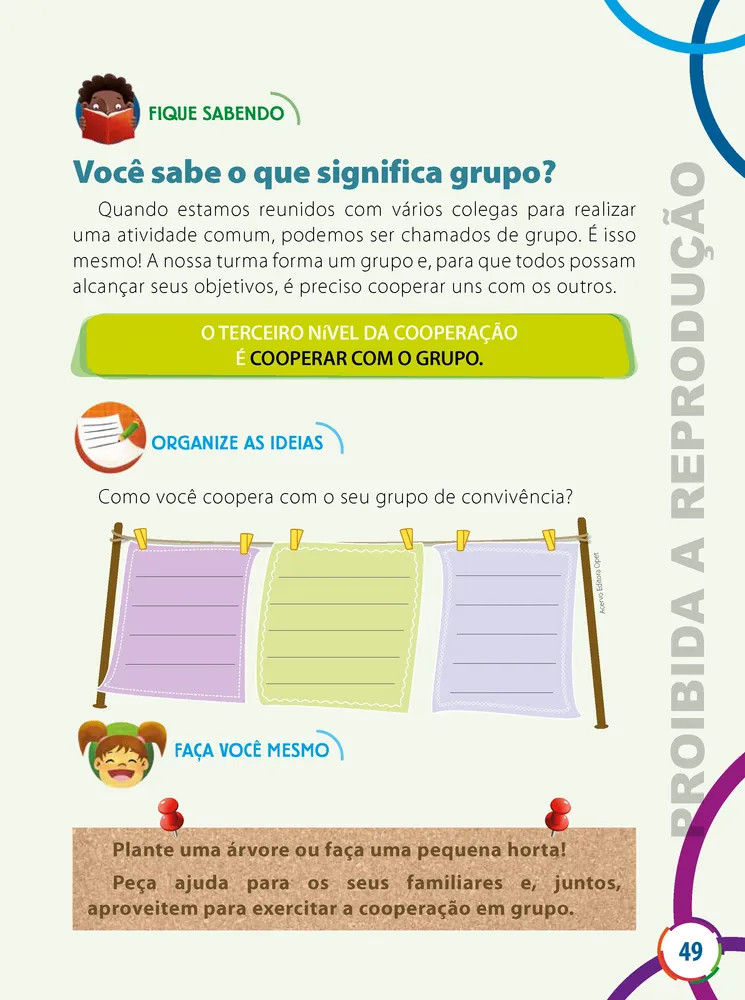 FIQUE SABENDO
Você sabe o que significa grupo?
Quando estamos reunidos com vários colegas para realizar
uma atividade comum, podemos ser chamados de grupo. É isso
mesmo! A nossa turma forma um grupo e, para que todos possam
alcançar seus objetivos, é preciso cooperar uns com os outros.
O TERCEIRO NíVEL DA COOPERAÇÃO
É COOPERAR COM O GRUPO.
ORGANIZE AS IDEIAS
Como você coopera com o seu grupo de convivência?
Acervo Editora Opet
FAÇA VOCÊ MESMO
Plante uma árvore ou faça uma pequena horta!
Peça ajuda para os seus familiares e, juntos,
aproveitem para exercitar a cooperação em grupo.
PROIBIDA A REPRODUÇÃO
49